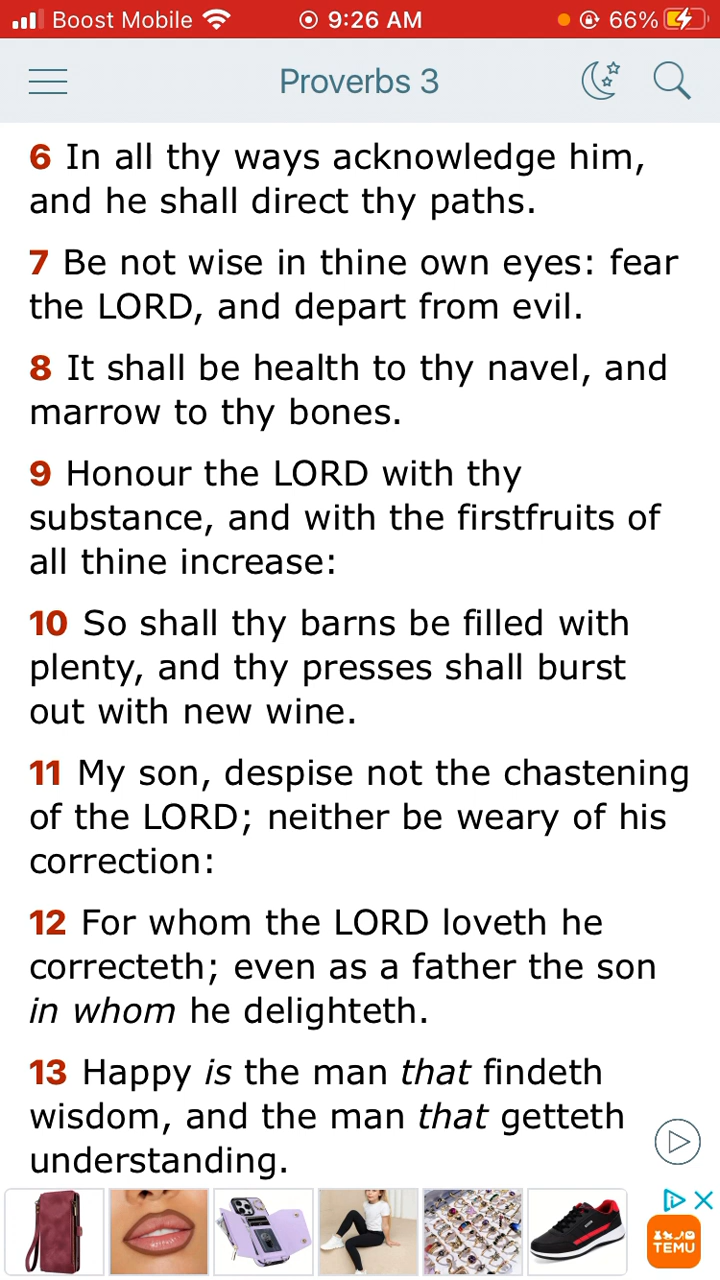 Boost Mobile 9:26 AM 66%
Proverbs 3
6 In all thy ways acknowledge him,
and he shall direct thy paths.
7 Be not wise in thine own eyes: fear
the LORD, and depart from evil.
8 It shall be health to thy navel, and
marrow to thy bones.
9 Honour the LORD with thy
substance, and with the firstfruits of
all thine increase:
10 So shall thy barns be filled with
plenty, and thy presses shall burst
out with new wine.
11 My son, despise not the chastening
of the LORD; neither be weary of his
correction:
12 For whom the LORD loveth he
correcteth; even as a father the son
in whom he delighteth.
13 Happy is the man that findeth
wisdom, and the man that getteth
understanding.
TEMU